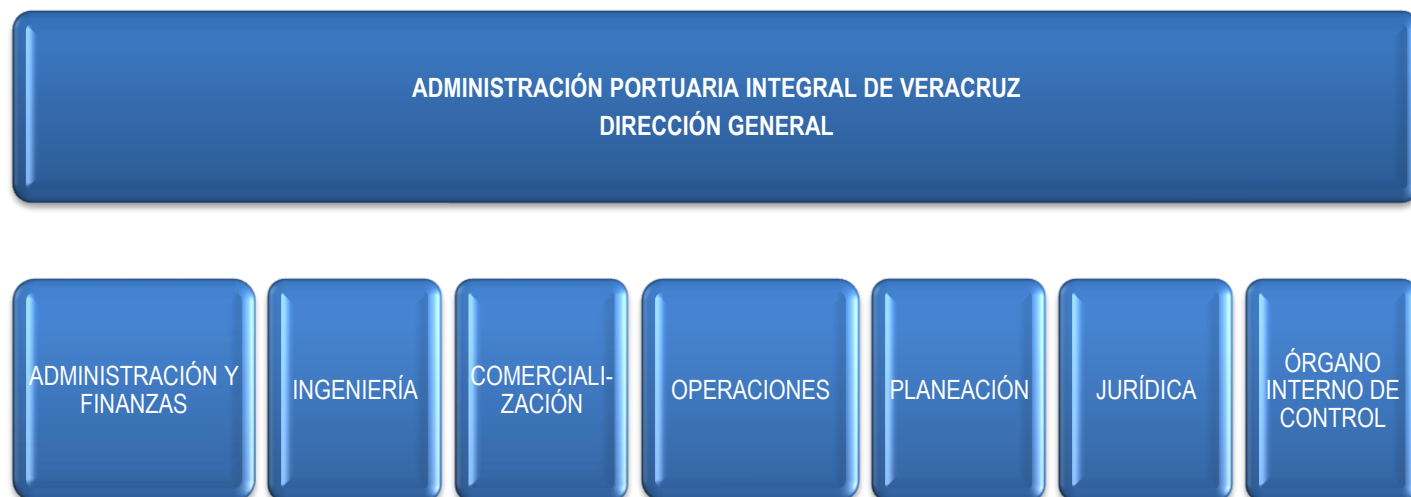 ADMINISTRACIÓN PORTUARIA INTEGRAL DE VERACRUZ
DIRECCIÓN GENERAL
ADMINISTRACIÓN Y
FINANZAS
INGENIERÍA
COMERCIALI-
ZACIÓN
OPERACIONES
PLANEACIÓN
JURÍDICA
ÓRGANO
INTERNO DE
CONTROL